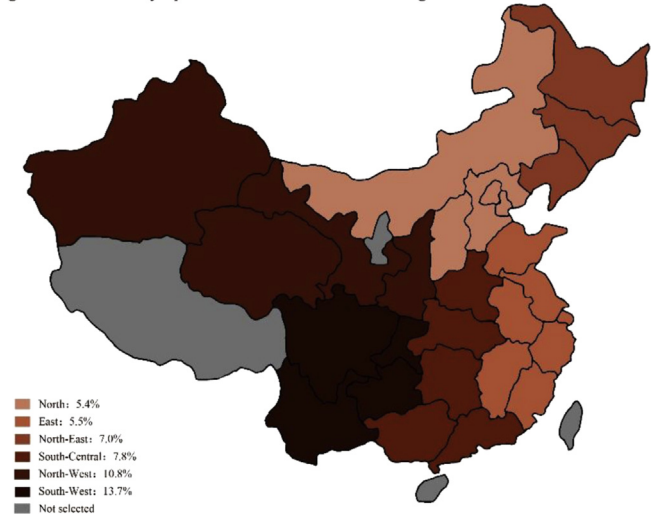 North: 5.4%
East: 5.5%
North-East: 7.0%
South-Central: 7.8%
North-West: 10.8%
South-West: 13.7%
Not selected